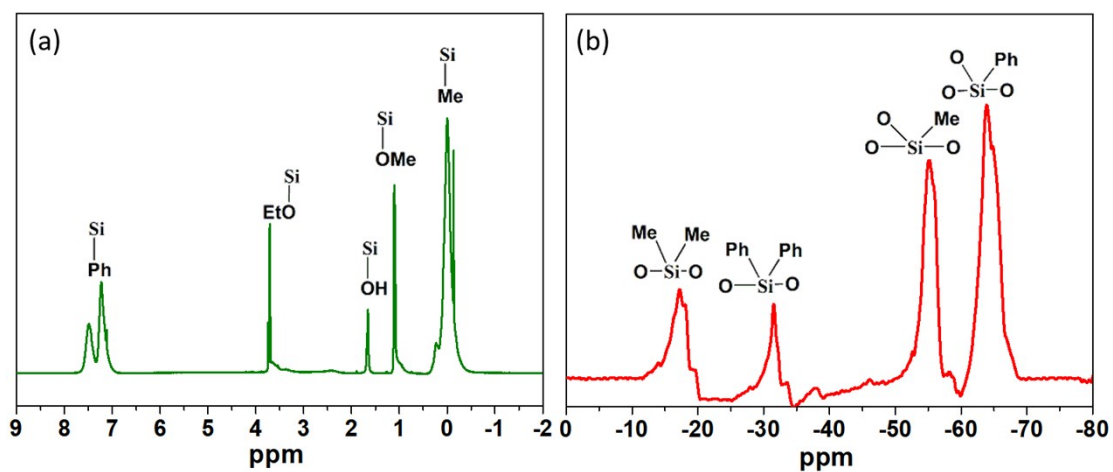 (a)
Si
Ph
Si
EtO
Si
OH
Si
OMe
Si
Me
9 8 7 6 5 4 3 2 1 0 -1 -2
ppm
(b)
Me Me
O Si O
Ph Ph
O Si O
O Me
O Si O
O Ph
O Si O
0 -10 -20 -30 -40 -50 -60 -70 -80
ppm